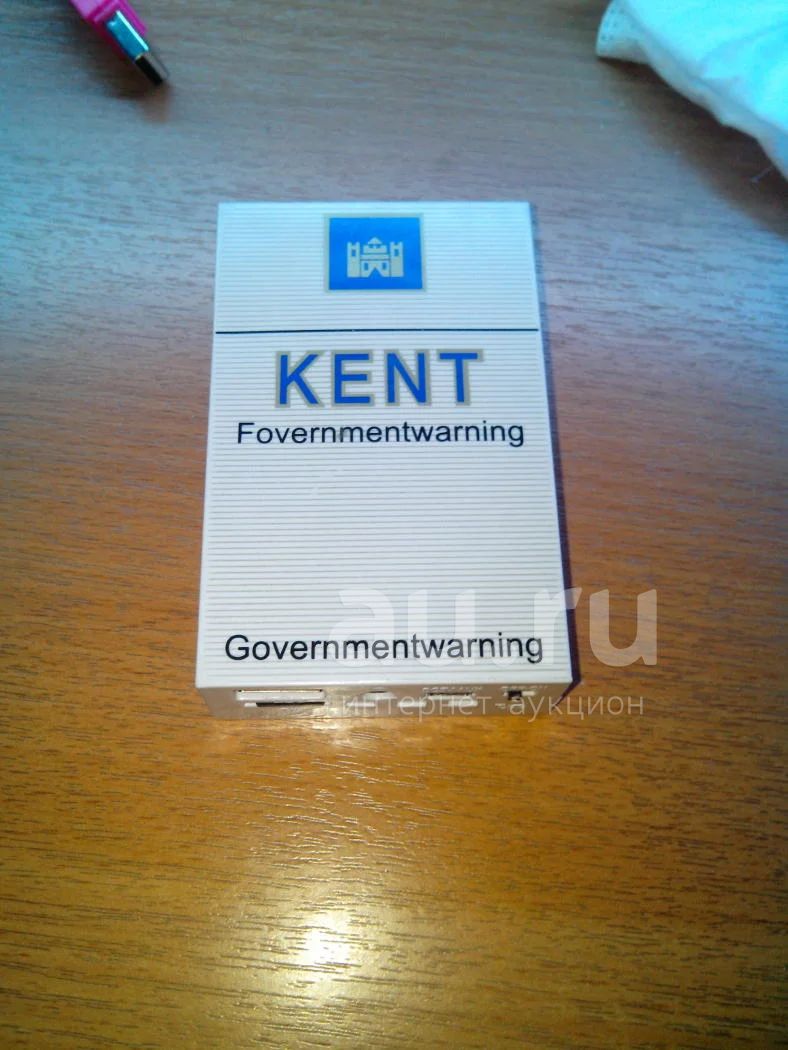 KENT
Fovernmentwarning
Governmentwarning
au.ru
интернет-аукцион